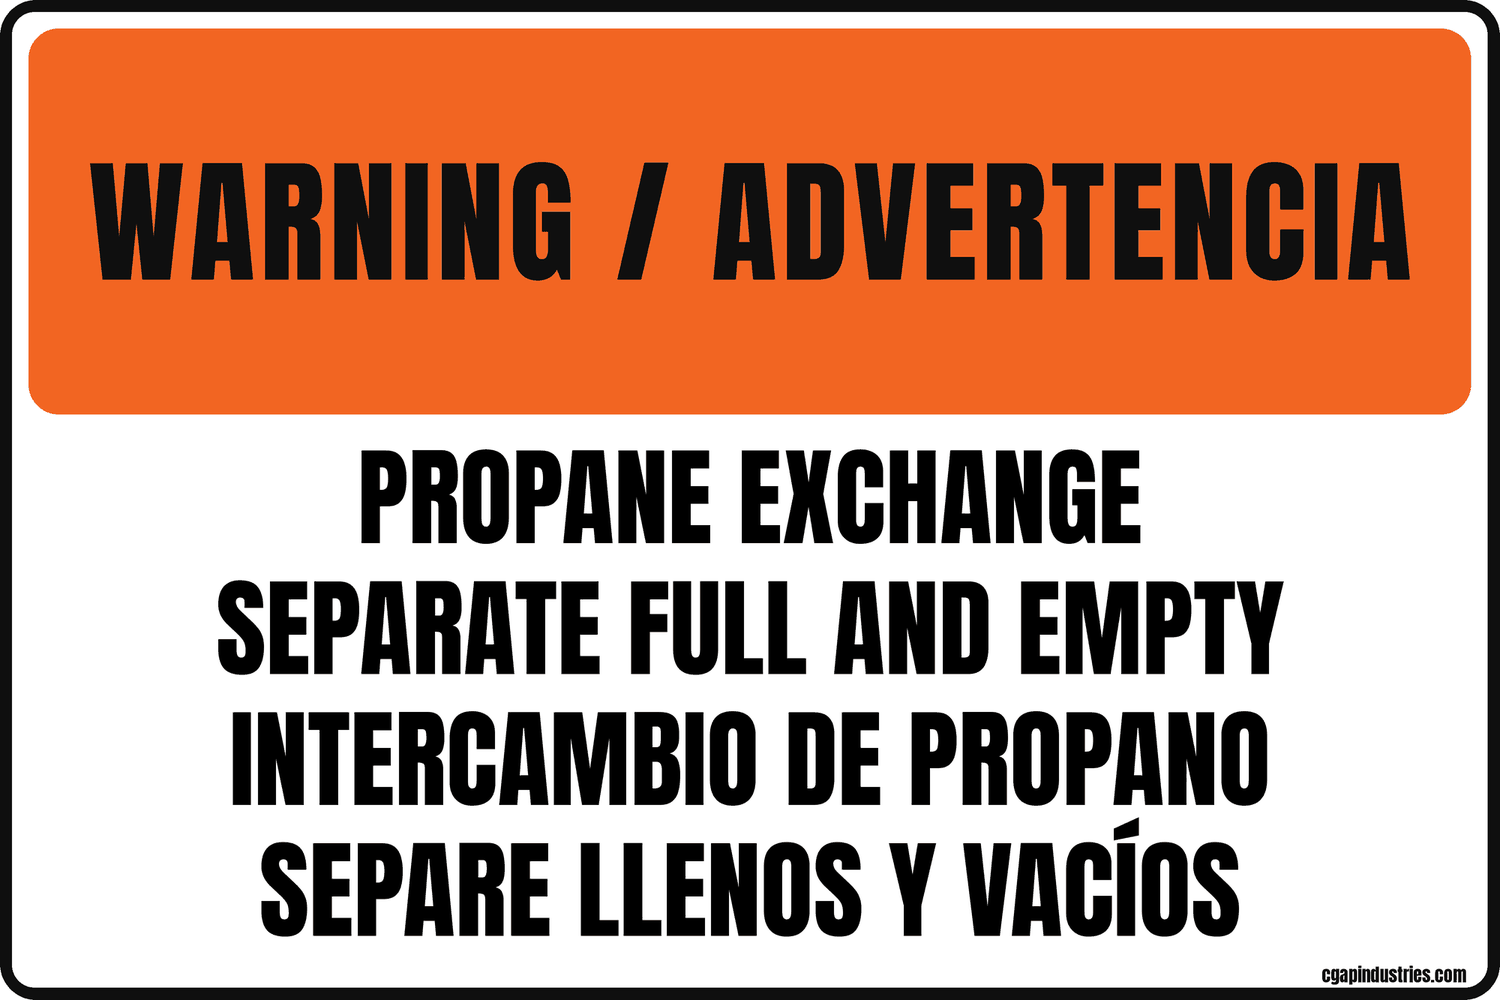 WARNING / ADVERTENCIA
PROPANE EXCHANGE
SEPARATE FULL AND EMPTY
INTERCAMBIO DE PROPANO
SEPARE LLENOS Y VACÍOS
cgapindustries.com